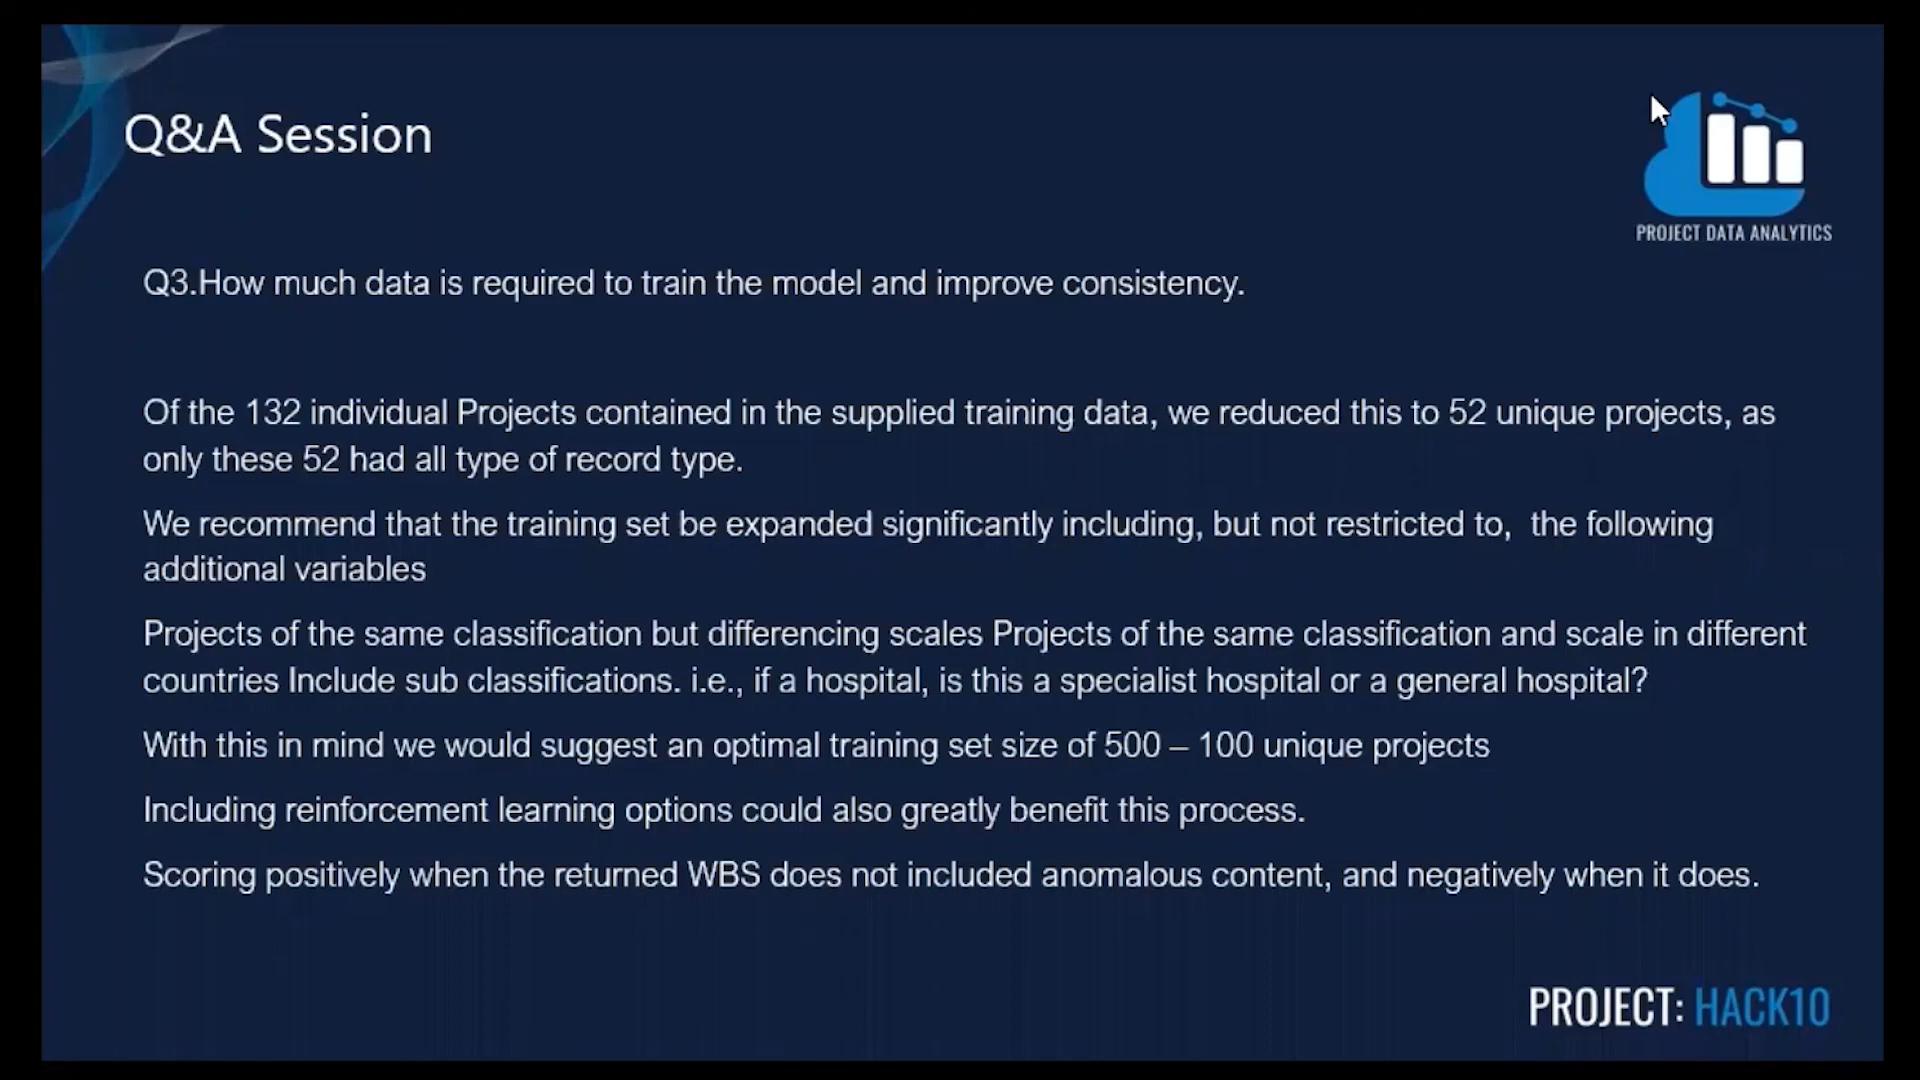 Q&A Session
PROJECT DATA ANALYTICS
Q3.How much data is required to train the model and improve consistency.
Of the 132 individual Projects contained in the supplied training data, we reduced this to 52 unique projects, as
only these 52 had all type of record type.
We recommend that the training set be expanded significantly including, but not restricted to,  the following
additional variables
Projects of the same classification but differencing scales Projects of the same classification and scale in different
countries Include sub classifications. i.e., if a hospital, is this a specialist hospital or a general hospital?
With this in mind we would suggest an optimal training set size of 500 – 100 unique projects
Including reinforcement learning options could also greatly benefit this process.
Scoring positively when the returned WBS does not included anomalous content, and negatively when it does.
PROJECT: HACK10